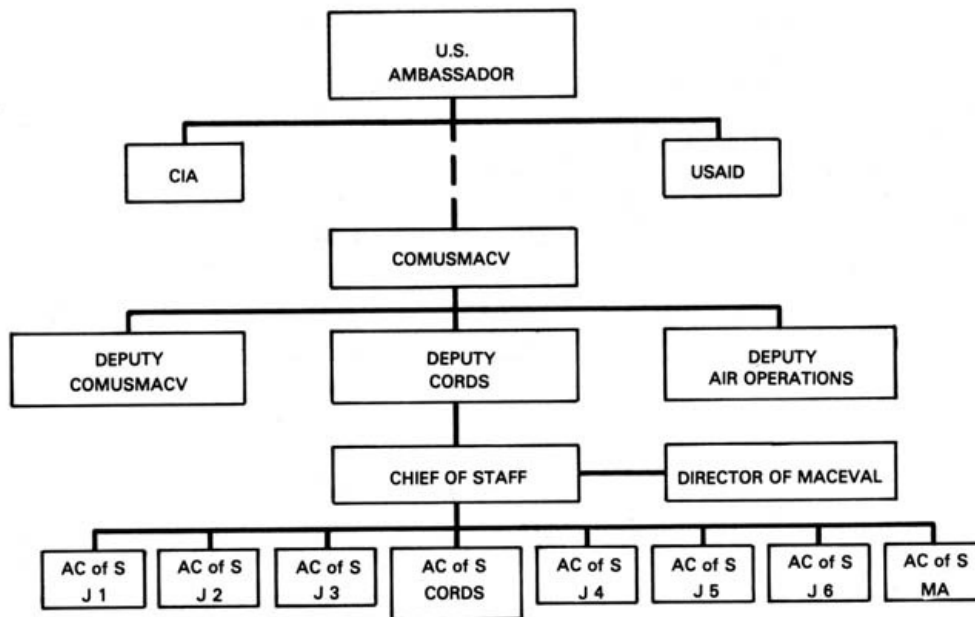 U.S.
AMBASSADOR
CIA
USAID
COMUSMACV
DEPUTY
COMUSMACV
DEPUTY
CORDS
DEPUTY
AIR OPERATIONS
CHIEF OF STAFF
DIRECTOR OF MACEVAL
AC of S
J 1
AC of S
J 2
AC of S
J 3
AC of S
CORDS
AC of S
J 4
AC of S
J 5
AC of S
J 6
AC of S
MA